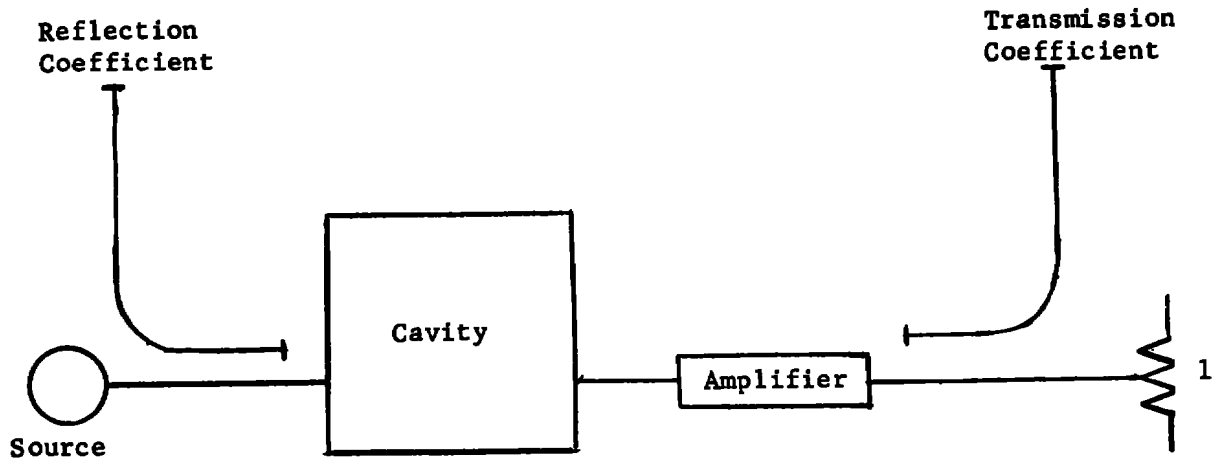 Reflection
Coefficient
Transmission
Coefficient
Cavity
Amplifier
1
Source